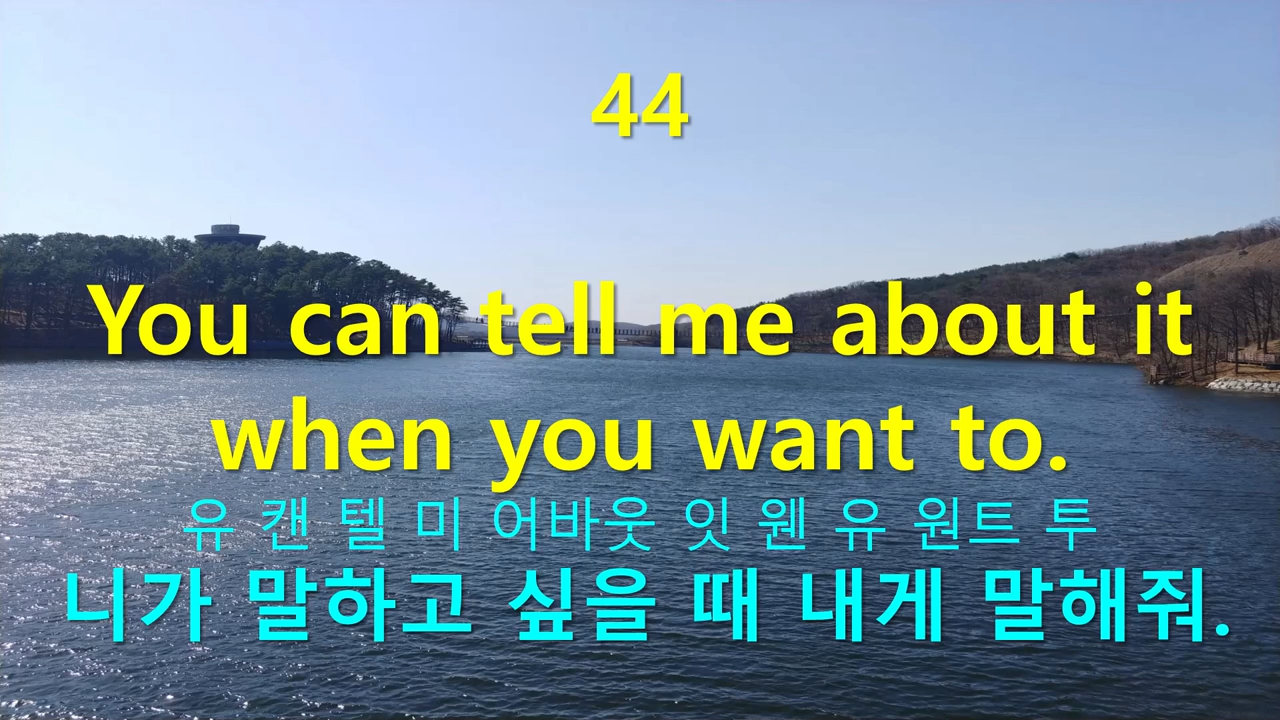 44
You can tell me about it
when you want to.
유 캔 텔 미 어바웃 잇 웬 유 원트 투
니가 말하고 싶을 때 내게 말해줘.